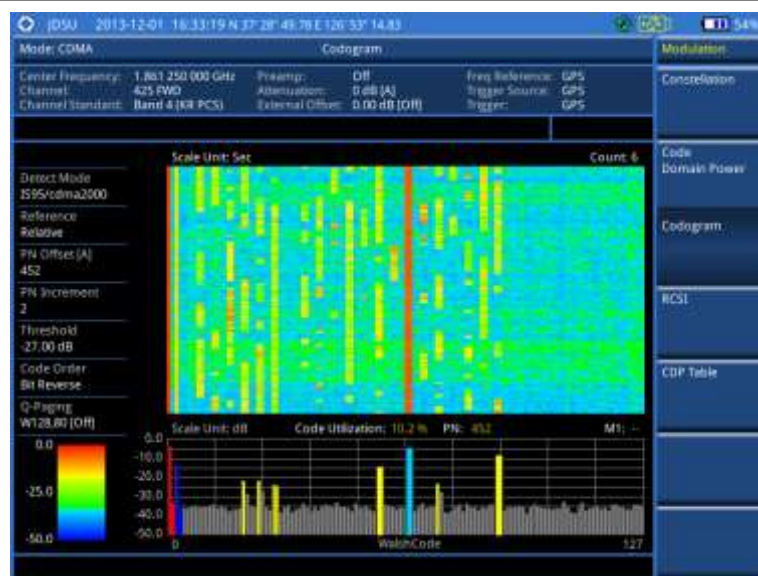 JDSU 2013-12-01 16:33:19 N 37° 28' 49.78 E 126° 53' 14.83 54%
Mode: CDMA Codogram Modulation
Center Frequency: 1.861 250 000 GHz Preamp: Off Freq Reference: GPS
Channel: 425 FWD Attenuation: 0 dB [A] Trigger Source: GPS
Channel Standard: Band 4 (KR PCS) External Offset: 0.00 dB [Off] Trigger: GPS
Constellation
Scale Unit: Sec Count: 6
Code
Domain Power
Detect Mode
IS95/cdma2000
Reference
Relative
Codogram
PN Offset [A]
452
PN Increment
2
RCSI
Threshold
-27.00 dB
Code Order
Bit Reverse
CDP Table
Q-Paging
W128.80 [Off]
Scale Unit: dB Code Utilization: 10.2 % PN: 452 M1: --
0.0
-25.0
-50.0
0.0
-10.0
-20.0
-30.0
-40.0
-50.0
0 WalshCode 127